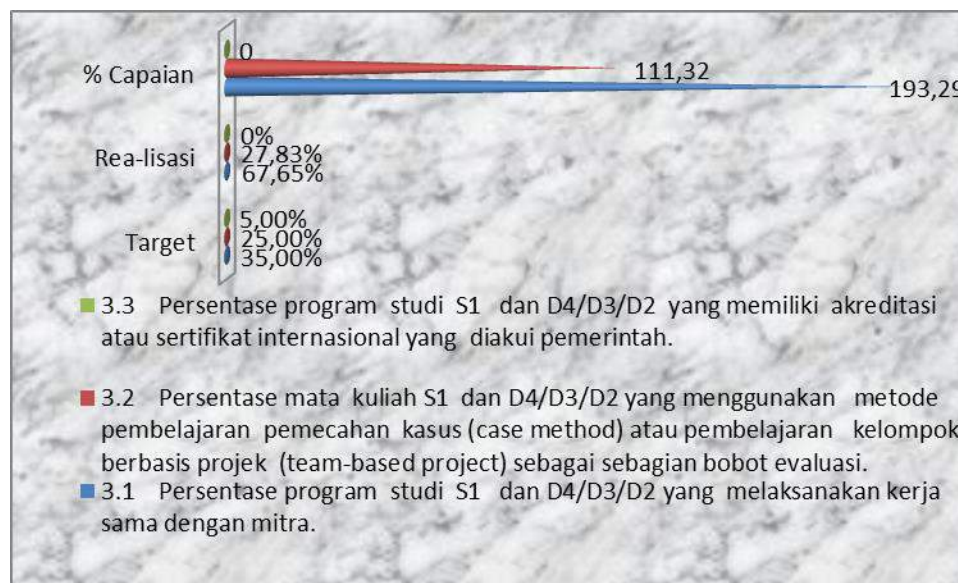 0
% Capaian
111,32
193,29
0%
Rea-lisasi
27,83%
67,65%
5,00%
Target
25,00%
35,00%
3.3 Persentase program studi S1 dan D4/D3/D2 yang memiliki akreditasi
atau sertifikat internasional yang diakui pemerintah.
3.2 Persentase mata kuliah S1 dan D4/D3/D2 yang menggunakan metode
pembelajaran pemecahan kasus (case method) atau pembelajaran kelompok
berbasis projek (team-based project) sebagai sebagian bobot evaluasi.
3.1 Persentase program studi S1 dan D4/D3/D2 yang melaksanakan kerja
sama dengan mitra.